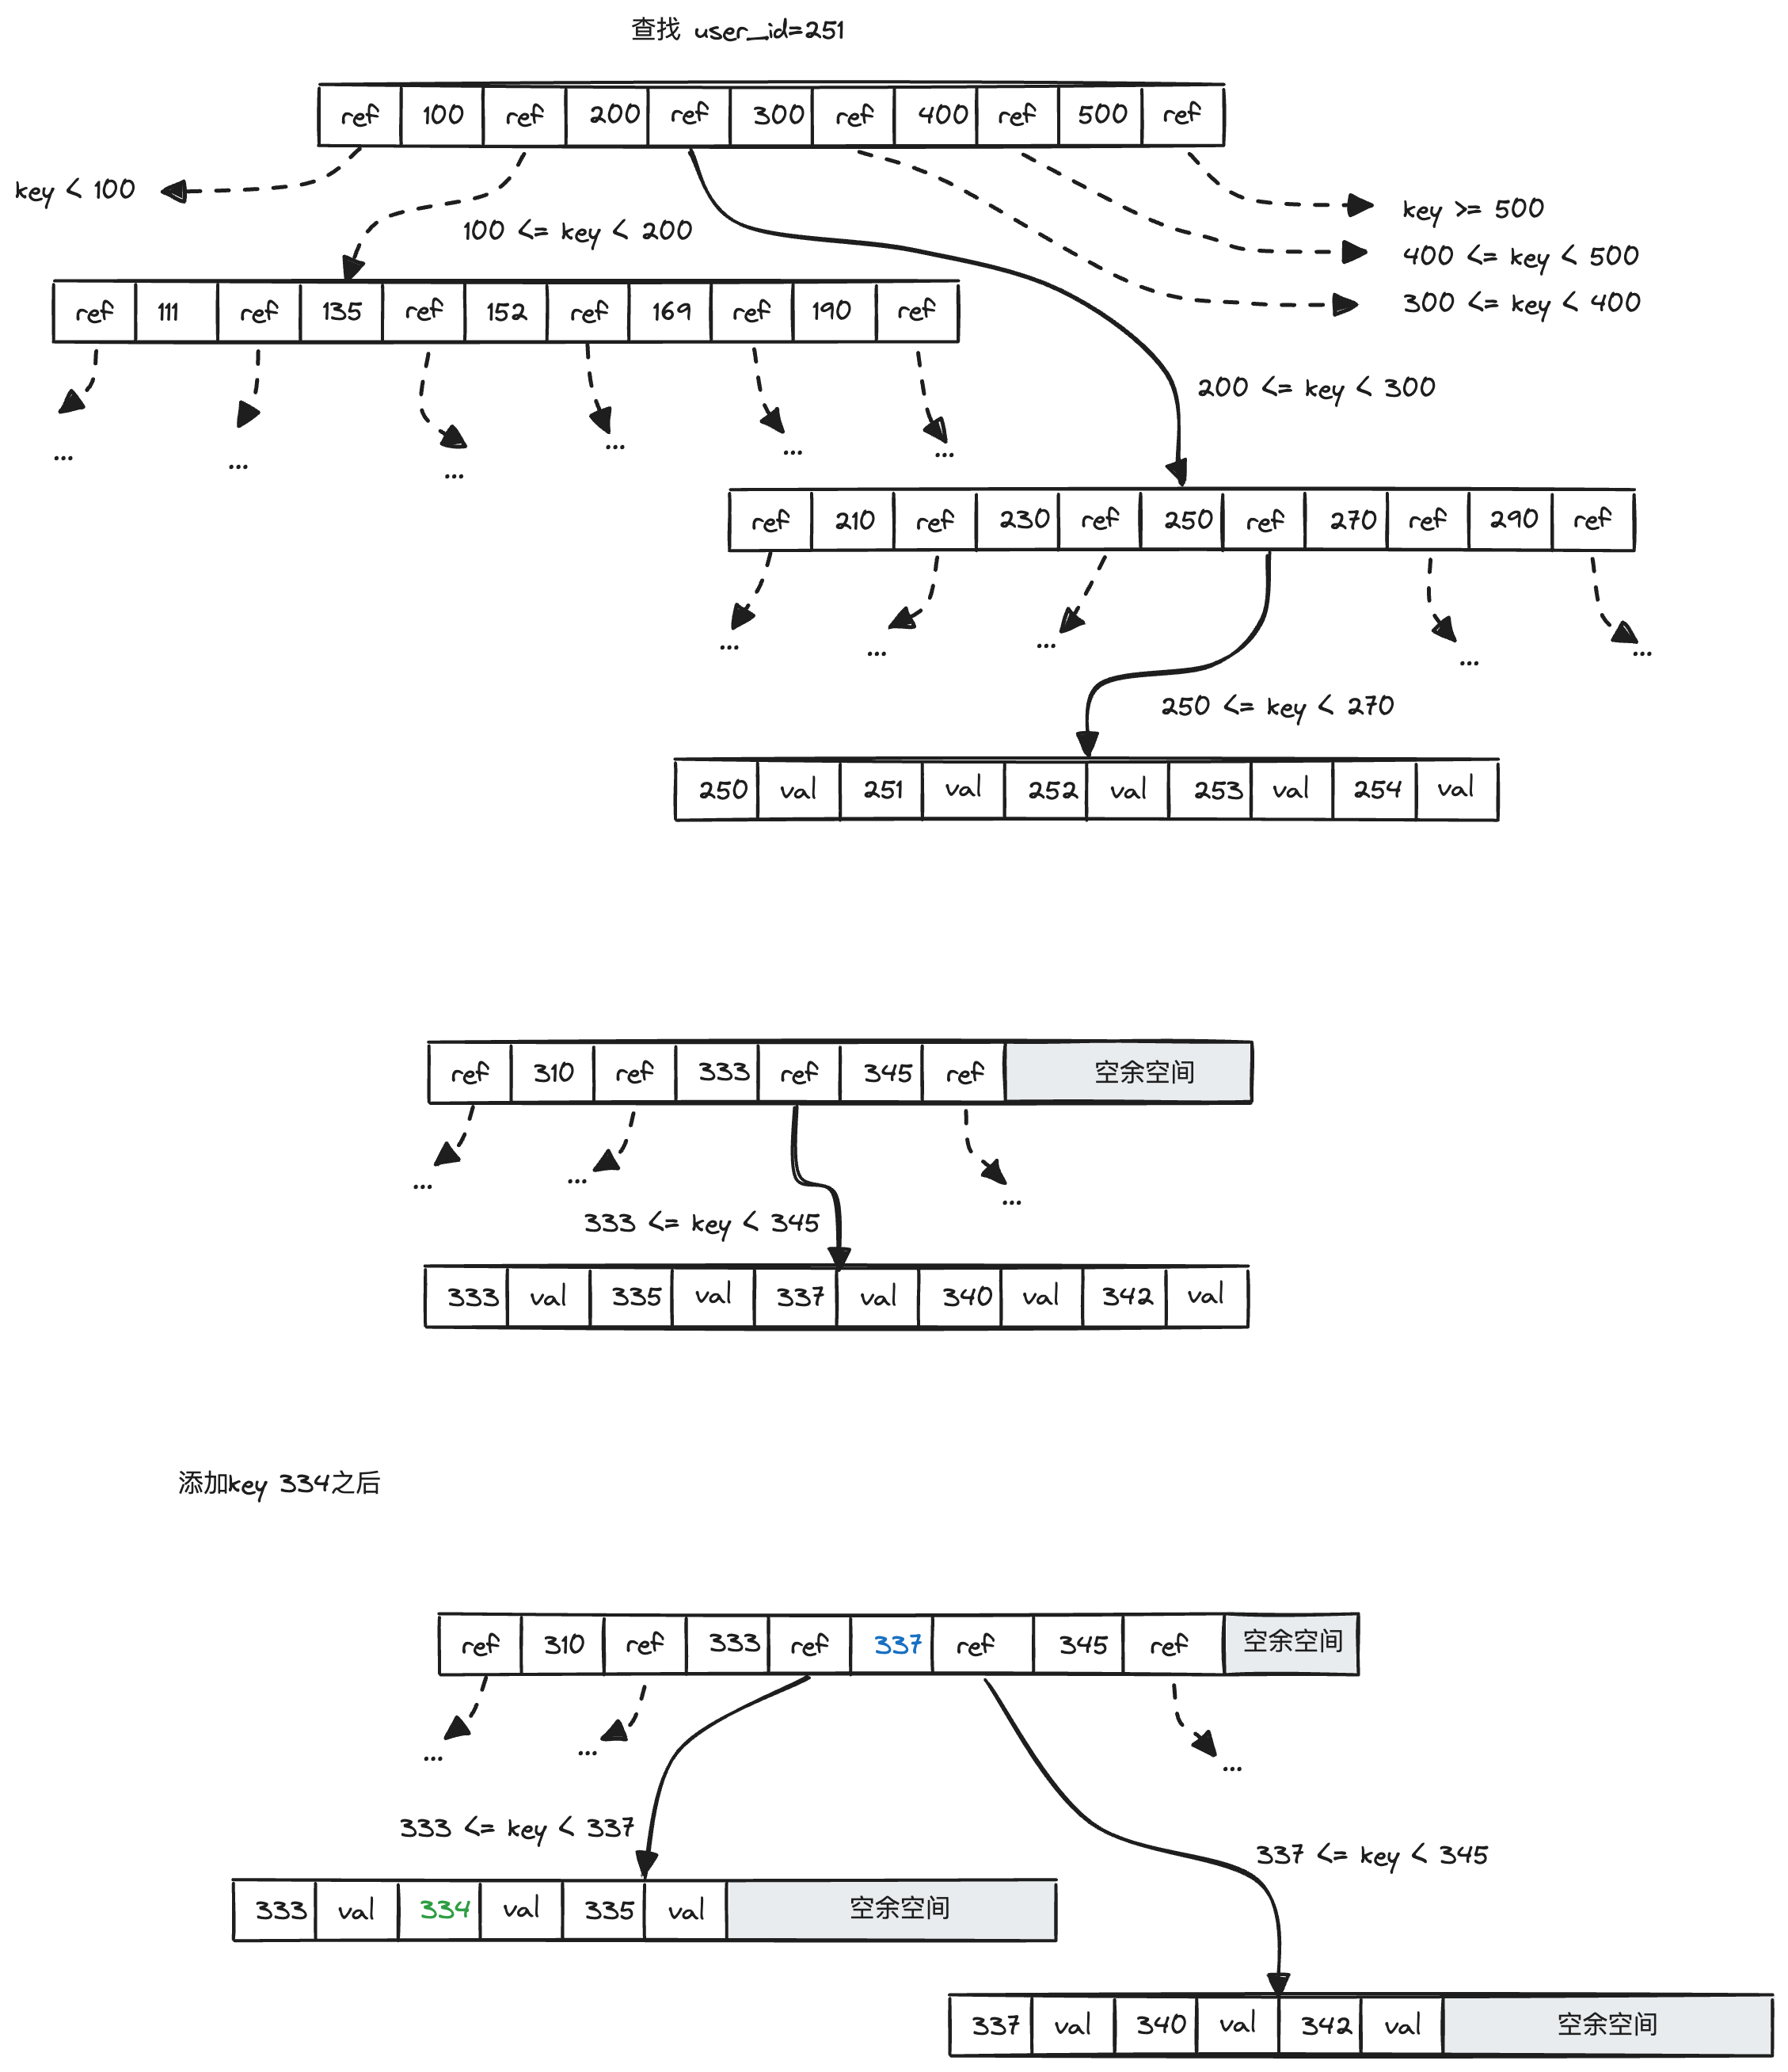 查找 user_id=251
ref 100 ref 200 ref 300 ref 400 ref 500 ref
key < 100
key >= 500
100 <= key < 200
400 <= key < 500
300 <= key < 400
ref 111 ref 135 ref 152 ref 169 ref 190 ref
200 <= key < 300
... ... ... ... ... ...
ref 210 ref 230 ref 250 ref 270 ref 290 ref
... ... ... ... ...
250 <= key < 270
250 val 251 val 252 val 253 val 254 val
ref 310 ref 333 ref 345 ref 空余空间
... ... ...
333 <= key < 345
333 val 335 val 337 val 340 val 342 val
添加key 334之后
ref 310 ref 333 ref 337 ref 345 ref 空余空间
... ... ...
333 <= key < 337
337 <= key < 345
333 val 334 val 335 val 空余空间
337 val 340 val 342 val 空余空间